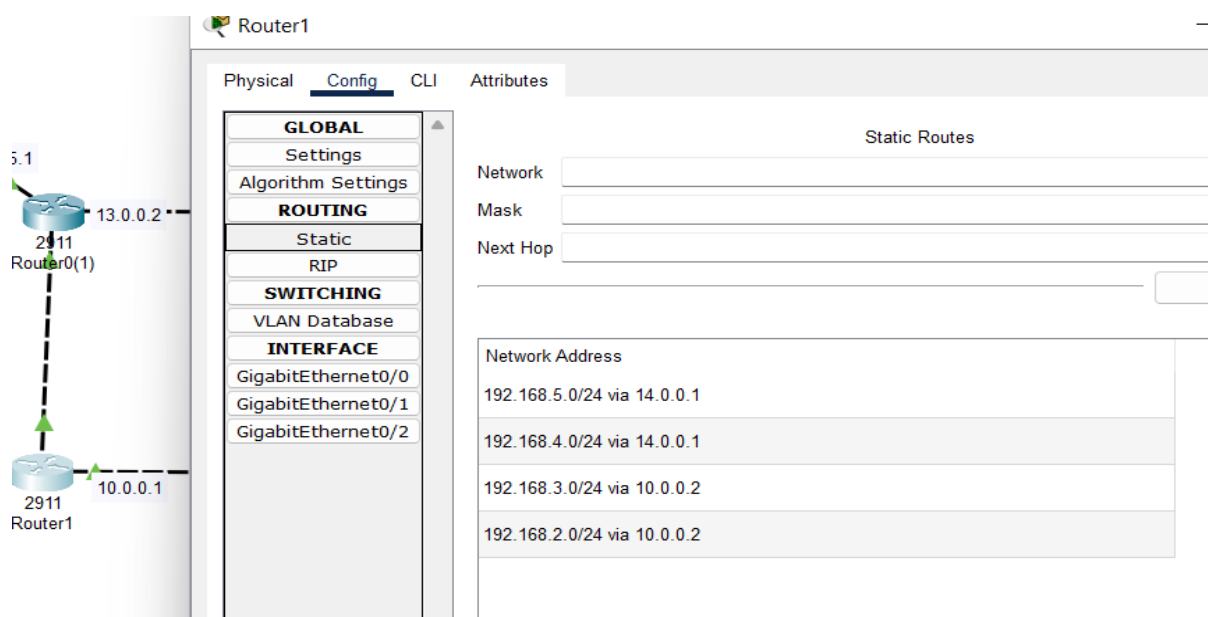 Router1
Physical Config CLI Attributes
GLOBAL
Settings
Algorithm Settings
ROUTING
Static
RIP
SWITCHING
VLAN Database
INTERFACE
GigabitEthernet0/0
GigabitEthernet0/1
GigabitEthernet0/2
Static Routes
Network
Mask
Next Hop
Network Address
192.168.5.0/24 via 14.0.0.1
192.168.4.0/24 via 14.0.0.1
192.168.3.0/24 via 10.0.0.2
192.168.2.0/24 via 10.0.0.2
5.1
13.0.0.2
2911
Router0(1)
10.0.0.1
2911
Router1